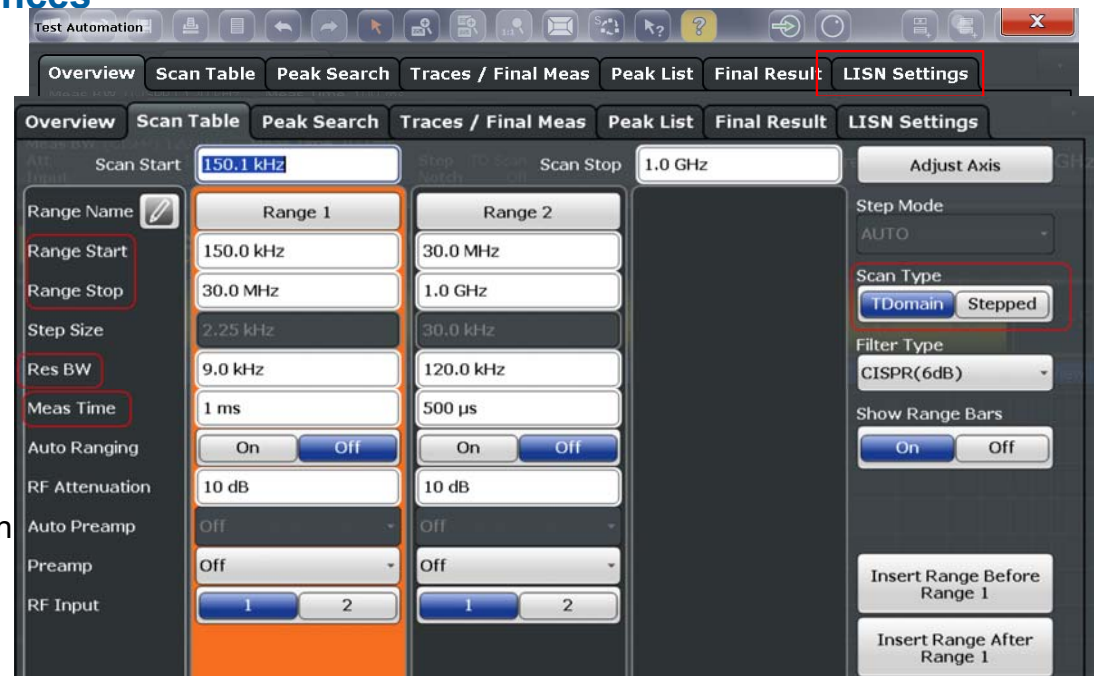 nces
Test Automation
Overview Scan Table Peak Search Traces / Final Meas Peak List Final Result LISN Settings
Overview Scan Table Peak Search Traces / Final Meas Peak List Final Result LISN Settings
Scan Start 150.1 kHz Scan Stop 1.0 GHz Adjust Axis
Range Name Range 1 Range 2 Step Mode
AUTO
Range Start 150.0 kHz 30.0 MHz
Scan Type
Range Stop 30.0 MHz 1.0 GHz
TDomain Stepped
Step Size 2.25 kHz 30.0 kHz
Filter Type
Res BW 9.0 kHz 120.0 kHz CISPR(6dB)
Meas Time 1 ms 500 µs Show Range Bars
Auto Ranging On Off On Off On Off
RF Attenuation 10 dB 10 dB
n
Auto Preamp Off Off
Preamp Off Off
Insert Range Before
Range 1
RF Input 1 2 1 2
Insert Range After
Range 1